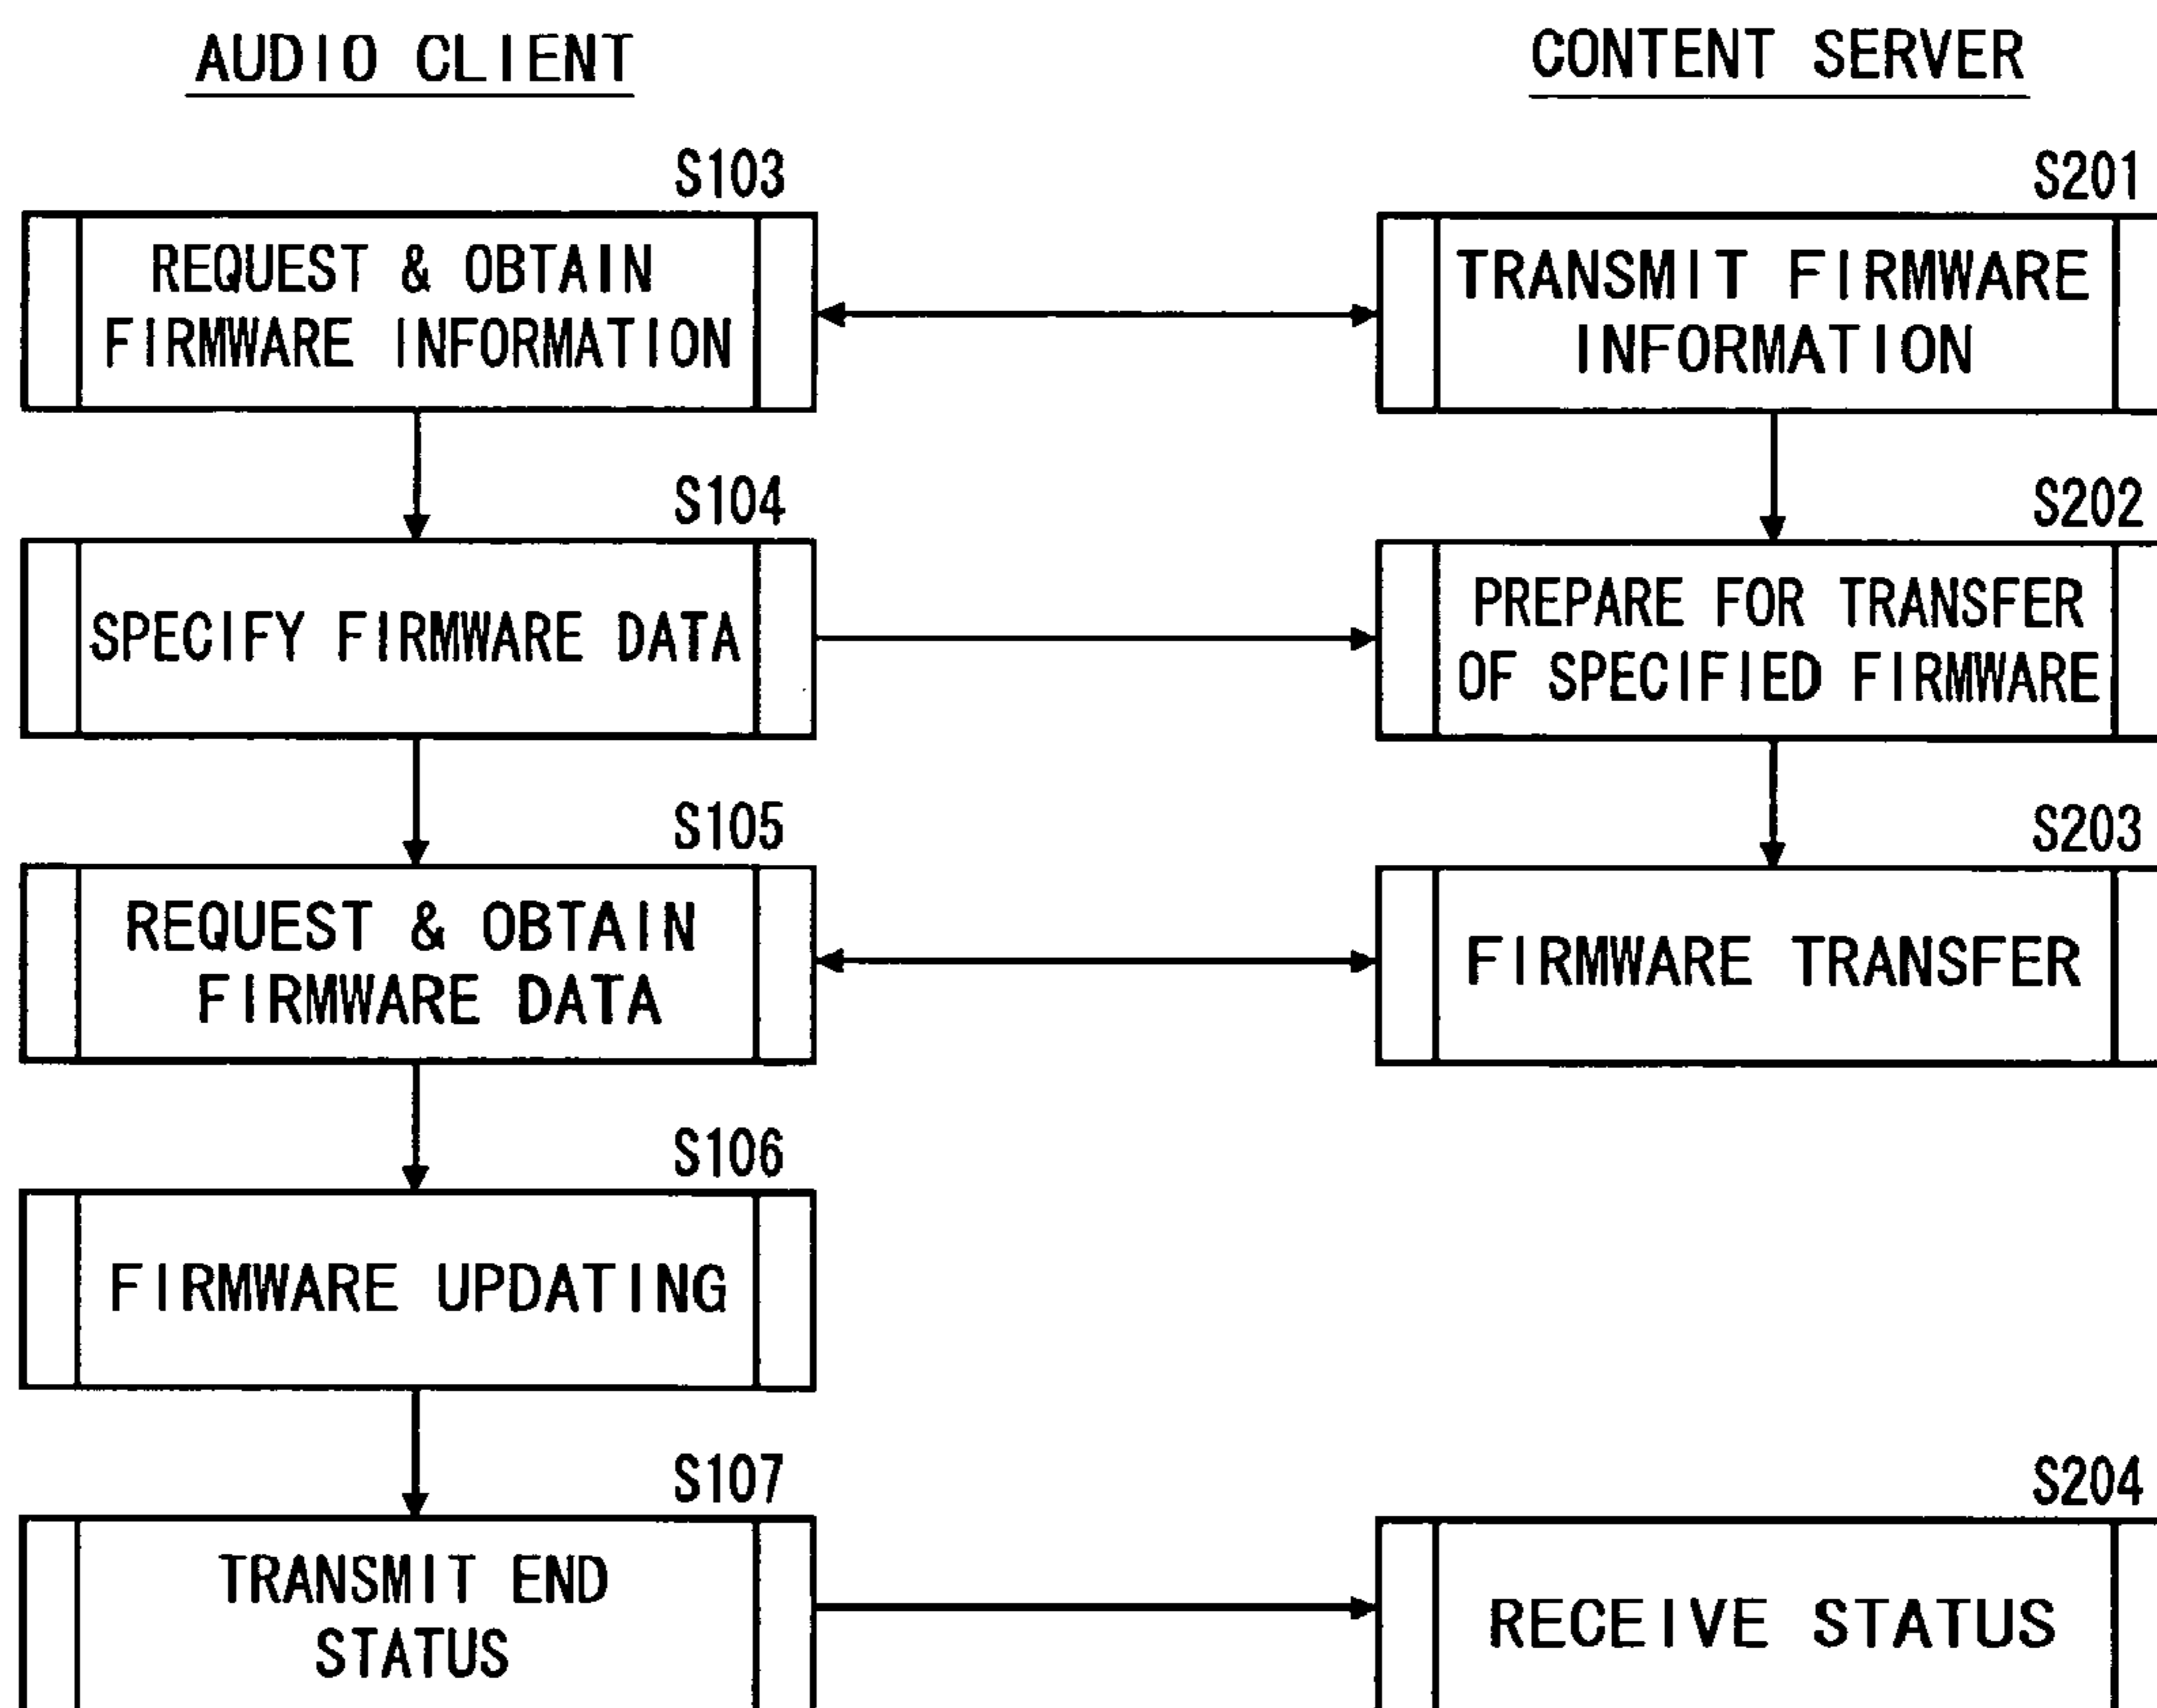 AUDIO CLIENT
CONTENT SERVER
S103
REQUEST & OBTAIN
FIRMWARE INFORMATION
S201
TRANSMIT FIRMWARE
INFORMATION
S104
SPECIFY FIRMWARE DATA
S202
PREPARE FOR TRANSFER
OF SPECIFIED FIRMWARE
S105
REQUEST & OBTAIN
FIRMWARE DATA
S203
FIRMWARE TRANSFER
S106
FIRMWARE UPDATING
S107
TRANSMIT END
STATUS
S204
RECEIVE STATUS